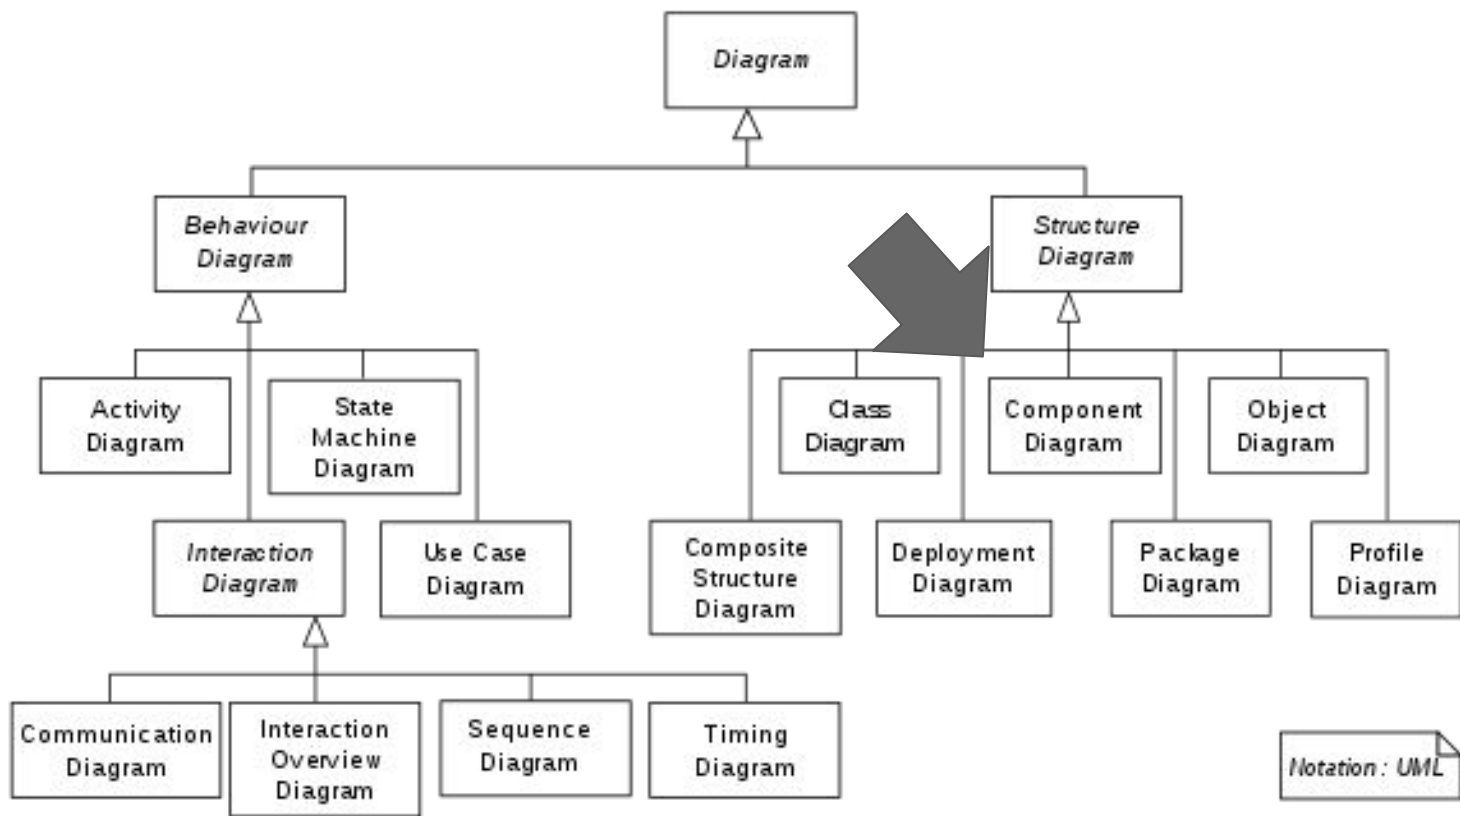 Diagram
Behaviour
Diagram
Structure
Diagram
Activity
Diagram
State
Machine
Diagram
Class
Diagram
Component
Diagram
Object
Diagram
Interaction
Diagram
Use Case
Diagram
Composite
Structure
Diagram
Deployment
Diagram
Package
Diagram
Profile
Diagram
Communication
Diagram
Interaction
Overview
Diagram
Sequence
Diagram
Timing
Diagram
Notation : UML